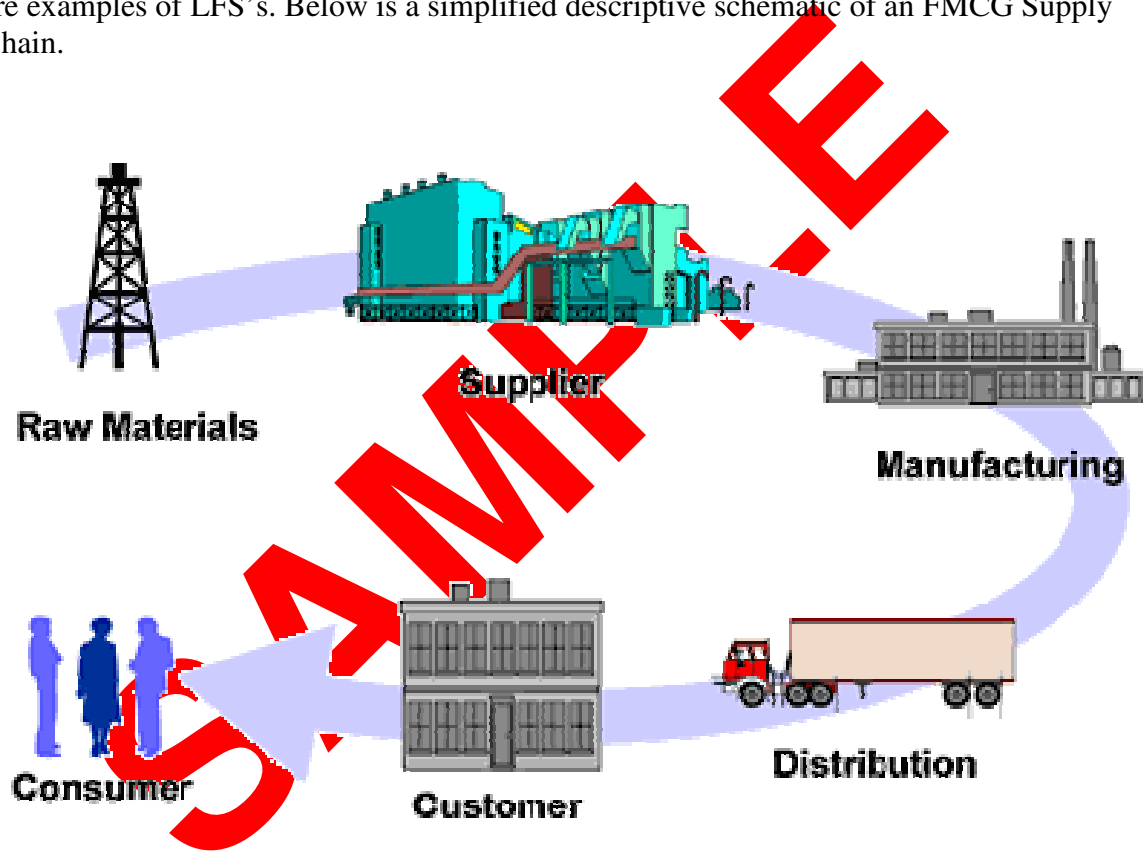 re examples of LFS's. Below is a simplified descriptive schematic of an FMCG Supply
hain.
Supplier
Raw Materials
Manufacturing
Distribution
Consumer
Customer
SAMPLE